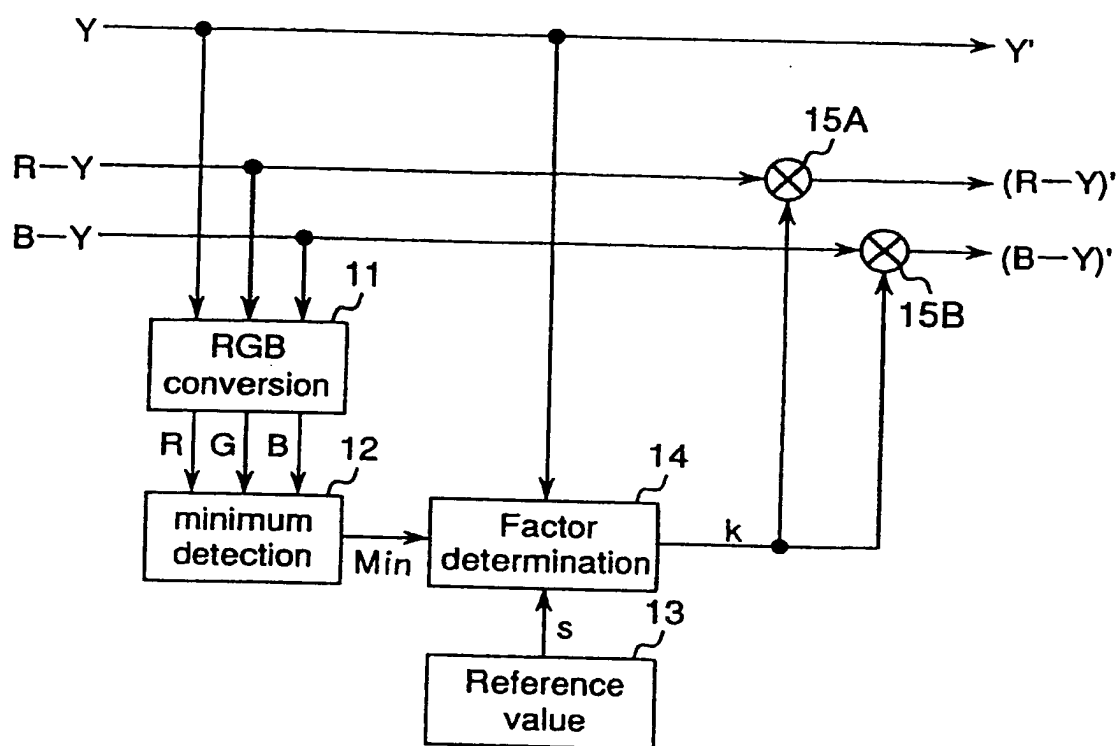 Y
Y'
15A
R—Y
(R—Y)'
B—Y
(B—Y)'
11
15B
RGB
conversion
R G B
12
14
minimum
detection
Min
Factor
determination
k
s
13
Reference
value